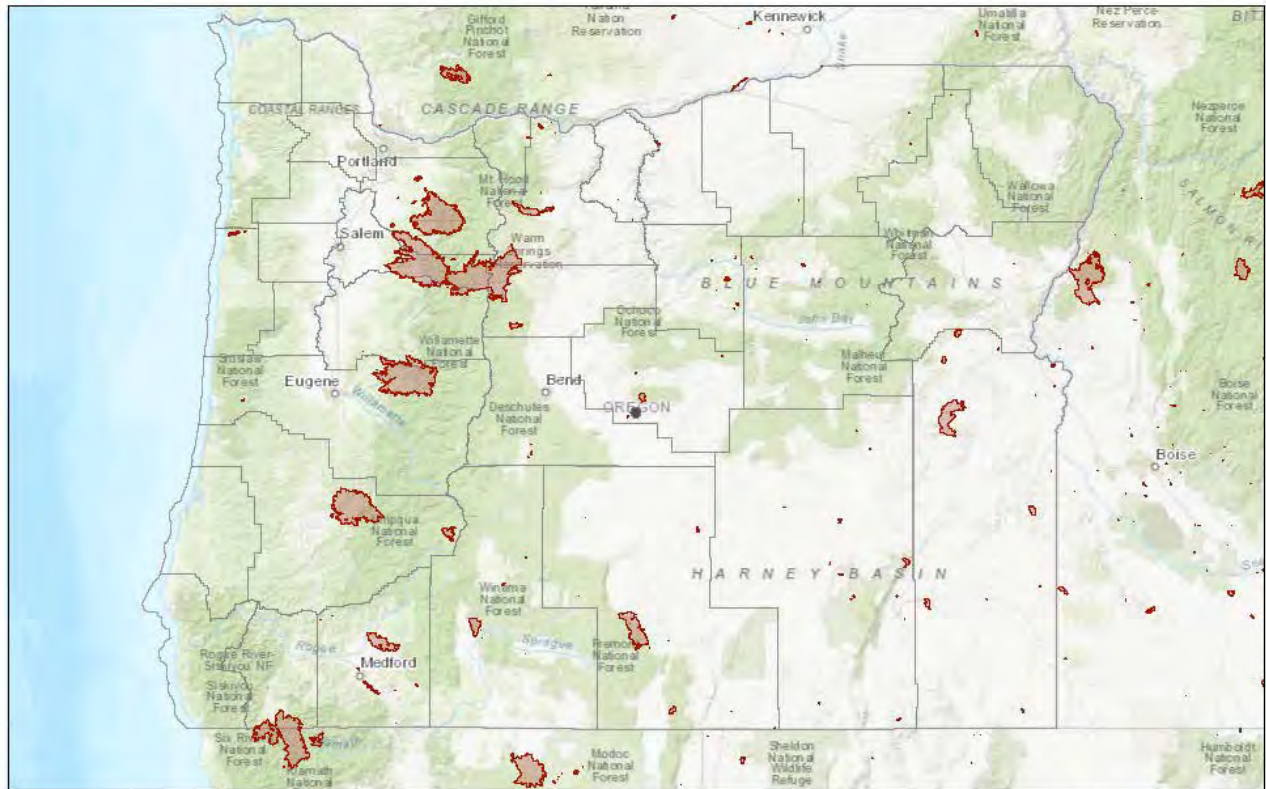 Nation
Reservation
Kennewick
Umatilla
National
Forest
Nez Perce
Reservation
Gifford
Pinchot
National
Forest
Snake
COASTAL RANGES
CASCADE RANGE
Nezperce
National
Forest
Portland
Mt. Hood
National
Forest
Wallowa
National
Forest
Salem
Warm
Springs
Reservation
Whitman
National
Forest
BLUE MOUNTAINS
Ochoco
National
Forest
John Day
Willamette
National
Forest
Malheur
National
Forest
Siuslaw
National
Forest
Eugene
Willamette
Bend
Deschutes
National
Forest
OREGON
Boise
National
Forest
Boise
Umpqua
National
Forest
HARNEY BASIN
Winema
National
Forest
Rogue River-
Siskiyou NF
Rogue
Sprague
Fremont
National
Forest
Medford
Siskiyou
National
Forest
Klamath
Klamath
National
Modoc
National
Forest
Sheldon
National
Wildlife
Refuge
Humboldt
National
Forest